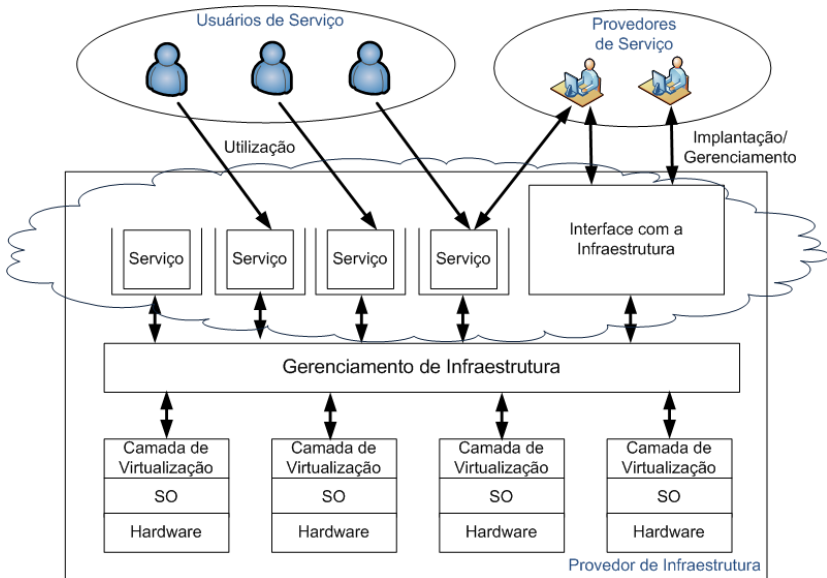 Usuários de Serviço
Provedores
de Serviço
Utilização
Implantação/
Gerenciamento
Serviço
Serviço
Serviço
Serviço
Interface com a
Infraestrutura
Gerenciamento de Infraestrutura
Camada de
Virtualização
SO
Hardware
Camada de
Virtualização
SO
Hardware
Camada de
Virtualização
SO
Hardware
Camada de
Virtualização
SO
Hardware
Provedor de Infraestrutura